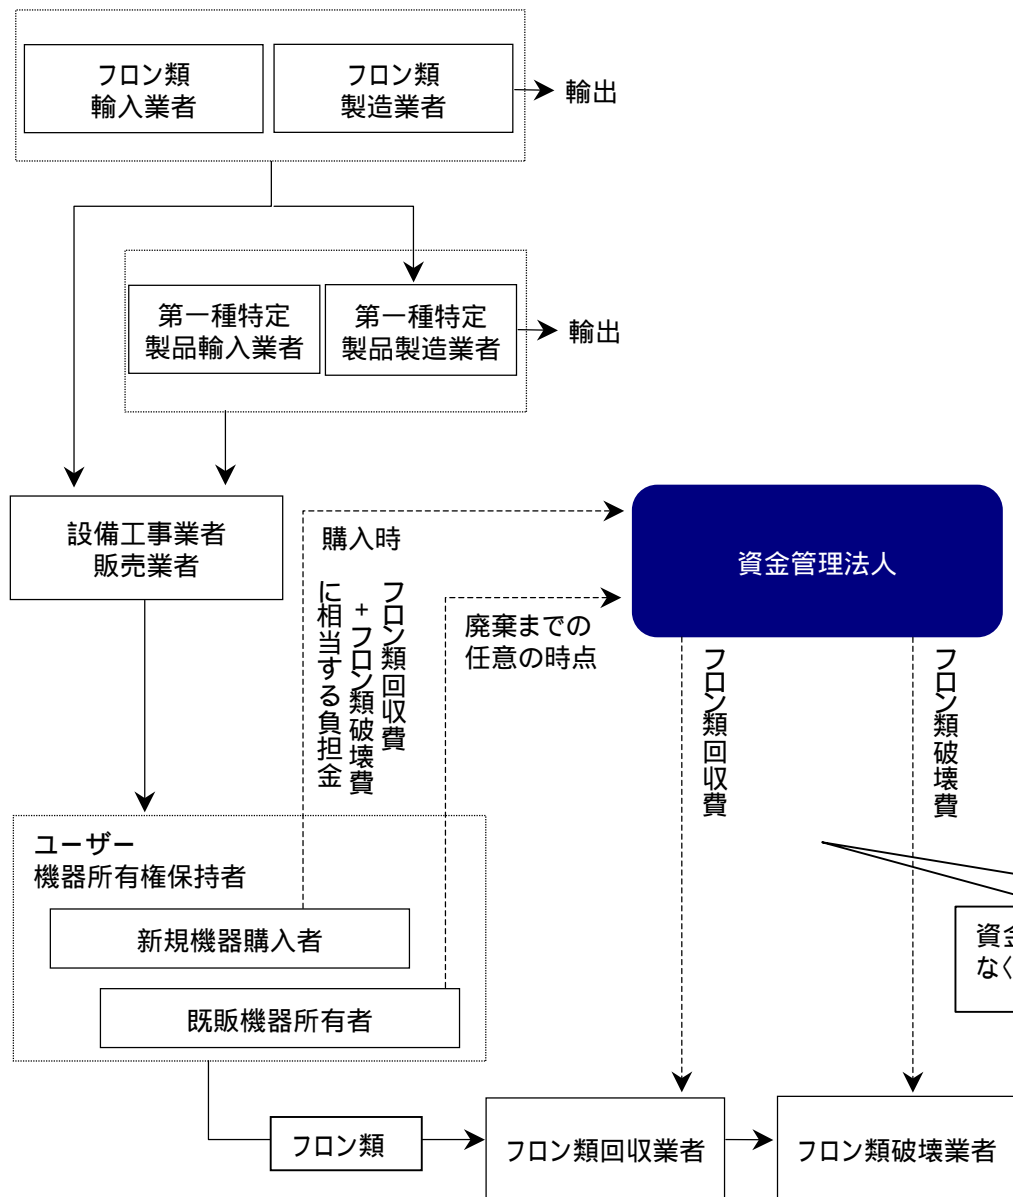 フロン類
輸入業者
フロン類
製造業者
輸出
第一種特定
製品輸入業者
第一種特定
製品製造業者
輸出
設備工事業者
販売業者
購入時
フロン類回収費
+フロン類破壊費
に相当する負担金
廃棄までの
任意の時点
資金管理法人
フロン類回収費
フロン類破壊費
ユーザー
機器所有権保持者
新規機器購入者
既販機器所有者
資金
なく
フロン類
フロン類回収業者
フロン類破壊業者